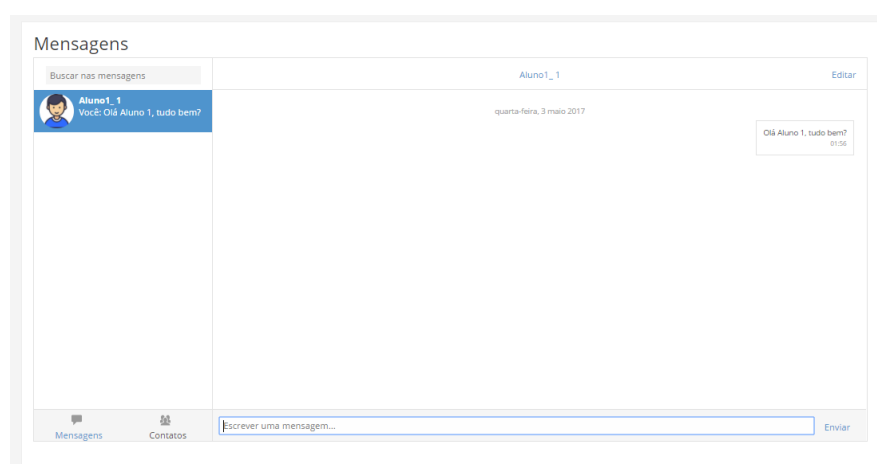 Mensagens
Buscar nas mensagens
Aluno1_ 1
Você: Olá Aluno 1, tudo bem?
Aluno1_ 1
Editar
quarta-feira, 3 maio 2017
Olá Aluno 1, tudo bem?
01:56
Mensagens
Contatos
Escrever uma mensagem...
Enviar